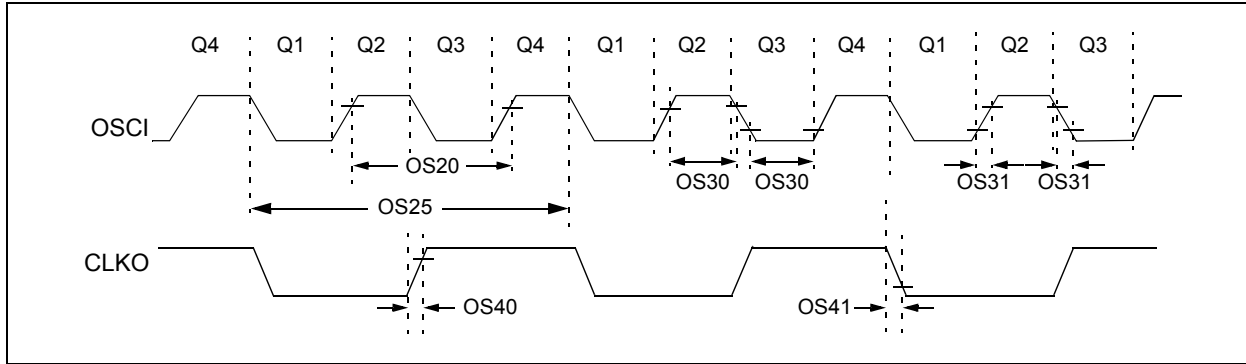 Q4 Q1 Q2 Q3 Q4 Q1 Q2 Q3 Q4 Q1 Q2 Q3
OSCI
OS20
OS30 OS30
OS31 OS31
OS25
CLKO
OS40
OS41